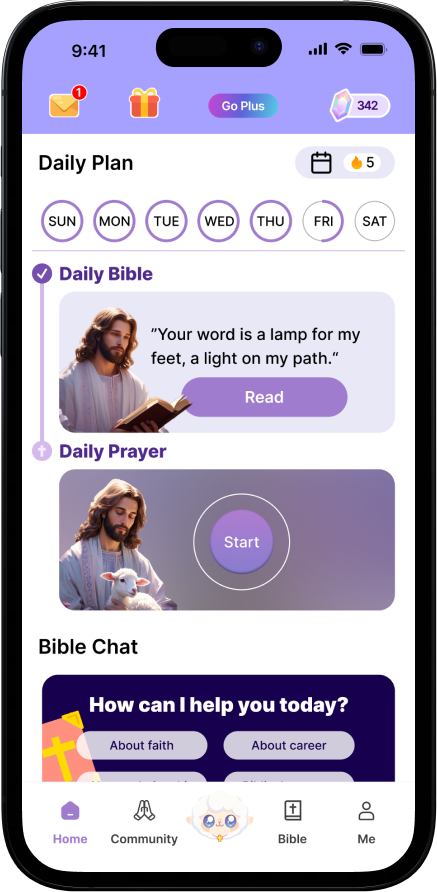 9:41
1
Go Plus
342
Daily Plan
5
SUN MON TUE WED THU FRI SAT
Daily Bible
”Your word is a lamp for my
feet, a light on my path.“
Read
Daily Prayer
Start
Bible Chat
How can I help you today?
About faith
About career
Home
Community
Bible
Me